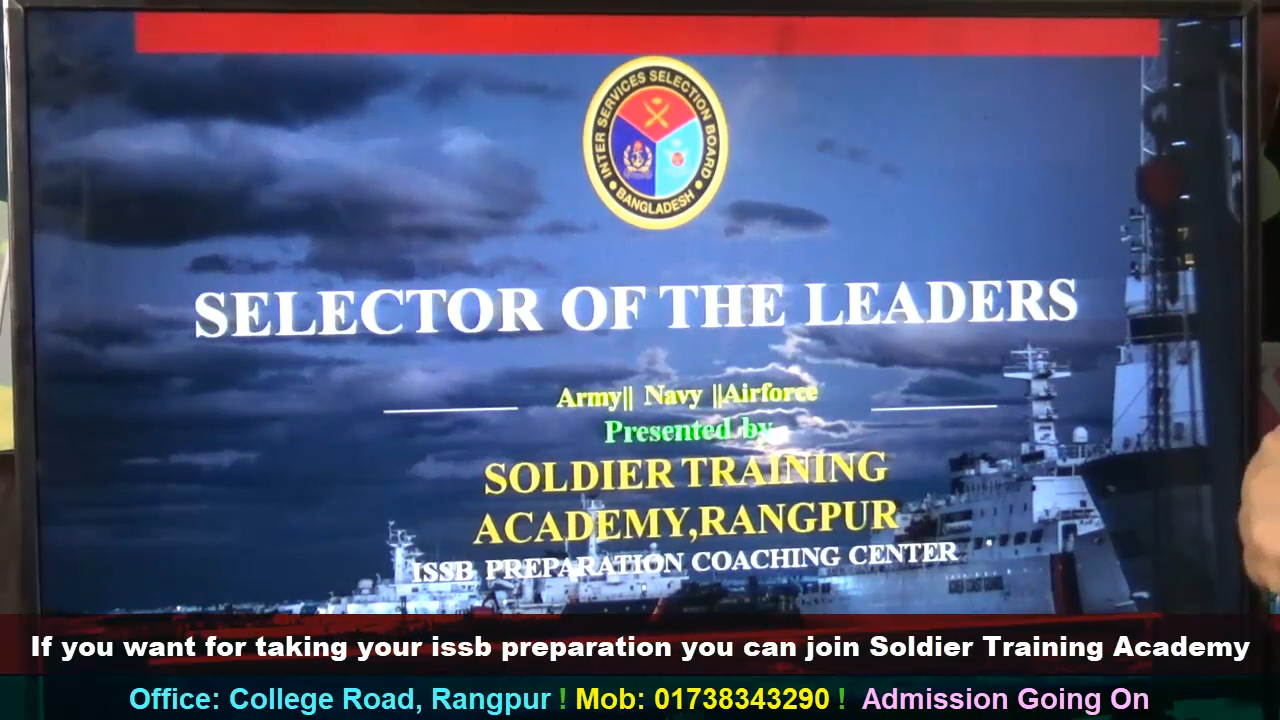 INTER SERVICES SELECTION BOARD
BANGLADESH
SELECTOR OF THE LEADERS
Army|| Navy ||Airforce
Presented by
SOLDIER TRAINING
ACADEMY,RANGPUR
ISSB PREPARATION COACHING CENTER
If you want for taking your issb preparation you can join Soldier Training Academy
Office: College Road, Rangpur ! Mob: 01738343290 ! Admission Going On